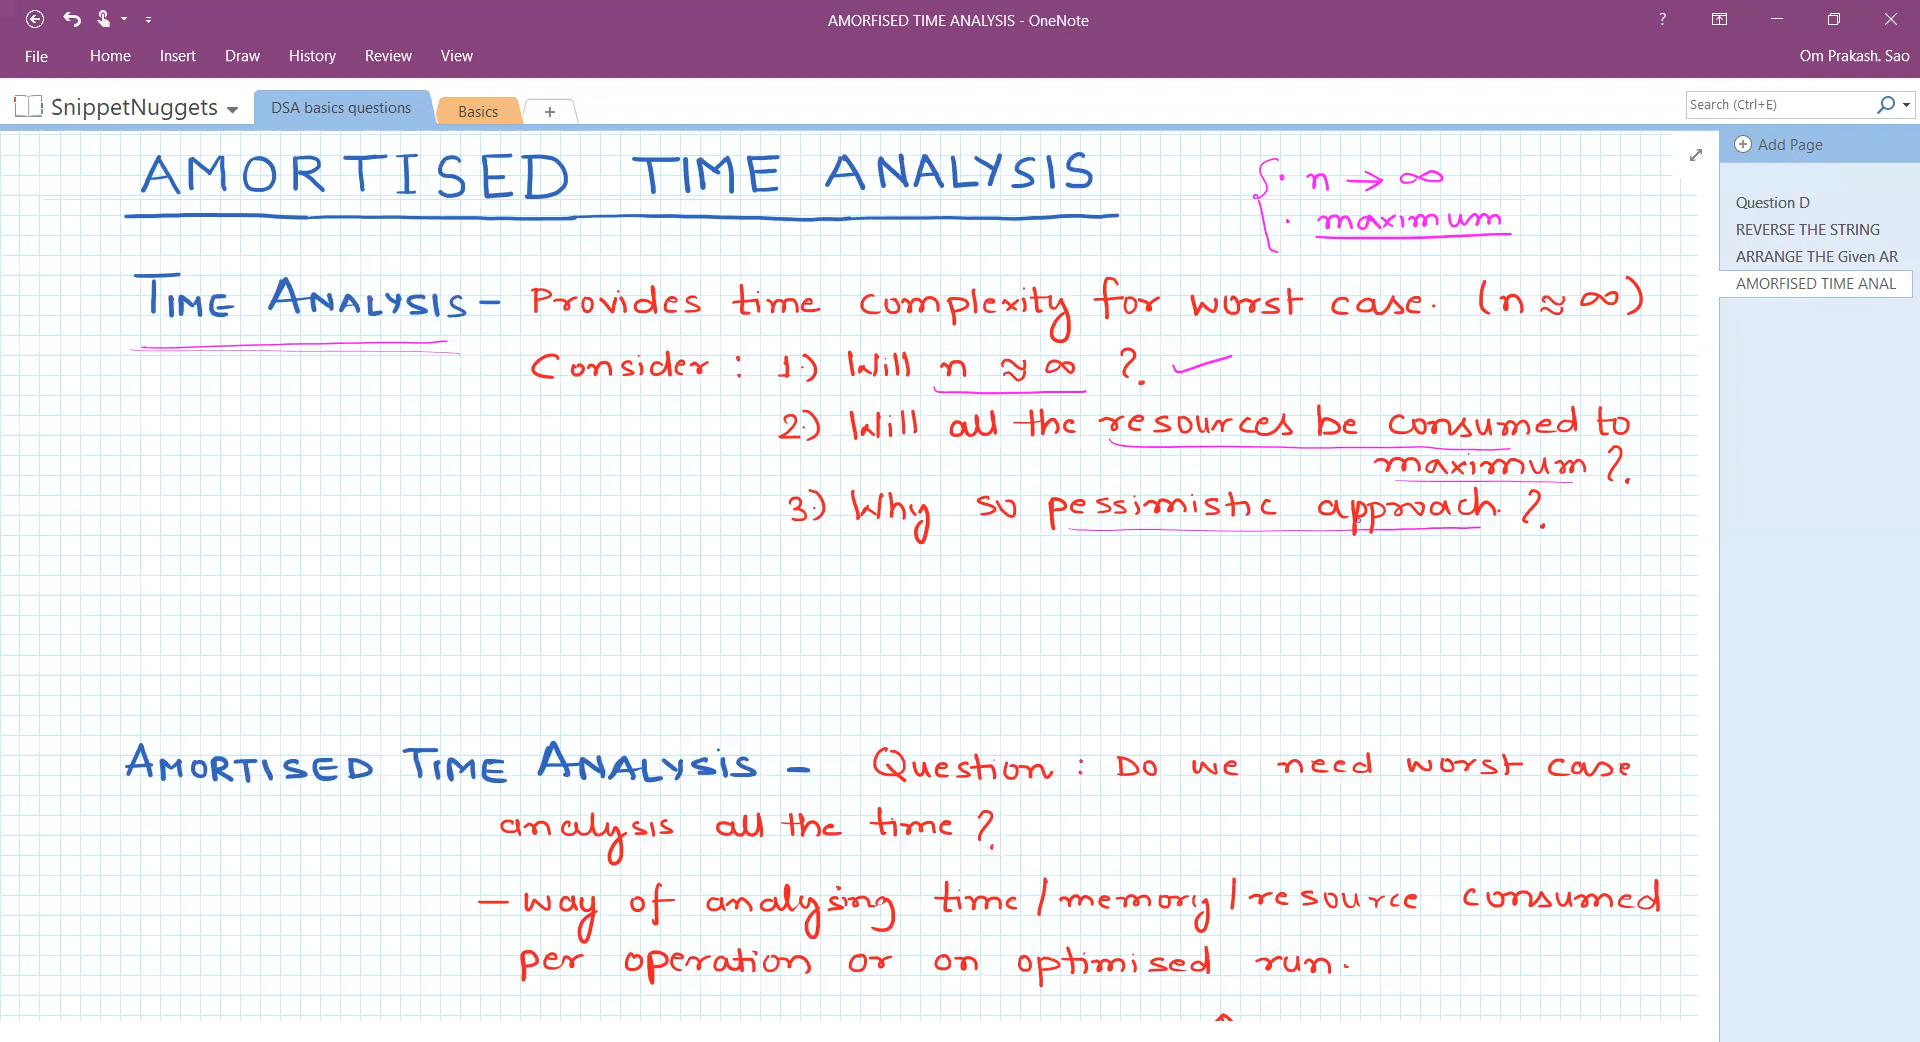 AMORFISED TIME ANALYSIS - OneNote
?
File Home Insert Draw History Review View
Om Prakash. Sao
SnippetNuggets
DSA basics questions
Basics
+
Search (Ctrl+E)
Add Page
Question D
REVERSE THE STRING
ARRANGE THE Given AR
AMORFISED TIME ANAL
AMORTISED TIME ANALYSIS
{ · n → ∞
· maximum
TIME ANALYSIS - Provides time complexity for worst case. (n ≈ ∞)
Consider : 1.) Will n ≈ ∞ ? ✓
2.) Will all the resources be consumed to
maximum ?
3.) Why so pessimistic approach. ?
AMORTISED TIME ANALYSIS - Question : Do we need worst case
analysis all the time ?
- way of analysing time / memory / resource consumed
per operation or on optimised run.